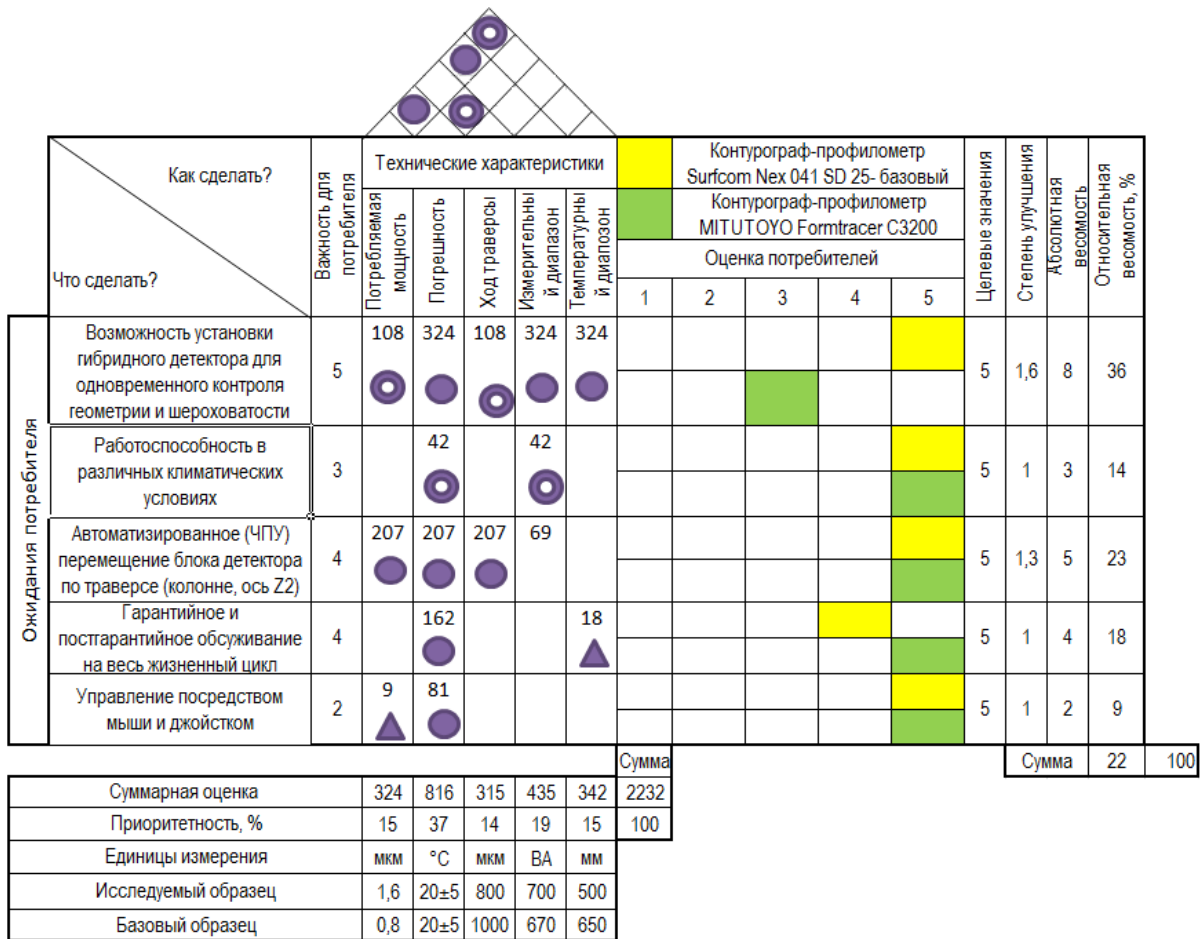 Как сделать?
Что сделать?
Важность для
потребителя
Технические характеристики
Потребляемая
мощность
Погрешность
Ход траверсы
Измерительны
й диапазон
Температурны
й диапозон
Контурограф-профилометр
Surfcom Nex 041 SD 25- базовый
Контурограф-профилометр
MITUTOYO Formtracer C3200
Оценка потребителей
1 2 3 4 5
Целевые значения
Степень улучшения
Абсолютная
весомость
Относительная
весомость, %
Ожидания потребителя
Возможность установки
гибридного детектора для
одновременного контроля
геометрии и шероховатости
5
108 324 108 324 324
5 1,6 8 36
Работоспособность в
различных климатических
условиях
3
42 42
5 1 3 14
Автоматизированное (ЧПУ)
перемещение блока детектора
по траверсе (колонне, ось Z2)
4
207 207 207 69
5 1,3 5 23
Гарантийное и
постгарантийное обсуживание
на весь жизненный цикл
4
162 18
5 1 4 18
Управление посредством
мыши и джойстком
2
9 81
5 1 2 9
Сумма
Сумма 22 100
Суммарная оценка 324 816 315 435 342 2232
Приоритетность, % 15 37 14 19 15 100
Единицы измерения мкм °C мкм ВА мм
Исследуемый образец 1,6 20±5 800 700 500
Базовый образец 0,8 20±5 1000 670 650